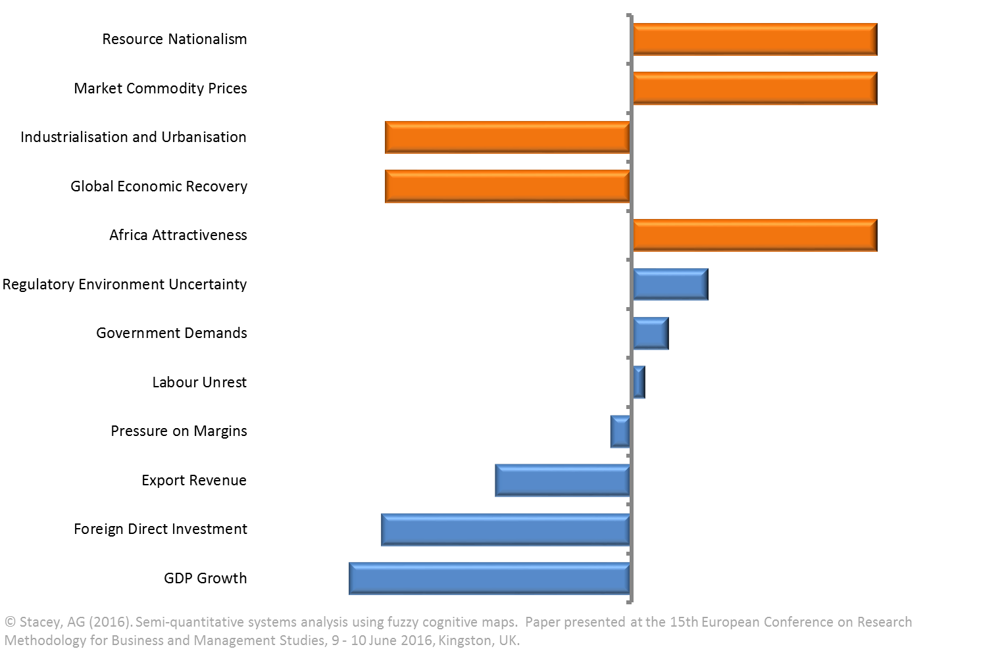 Resource Nationalism
Market Commodity Prices
Industrialisation and Urbanisation
Global Economic Recovery
Africa Attractiveness
Regulatory Environment Uncertainty
Government Demands
Labour Unrest
Pressure on Margins
Export Revenue
Foreign Direct Investment
GDP Growth
© Stacey, AG (2016). Semi-quantitative systems analysis using fuzzy cognitive maps.  Paper presented at the 15th European Conference on Research
Methodology for Business and Management Studies, 9 - 10 June 2016, Kingston, UK.